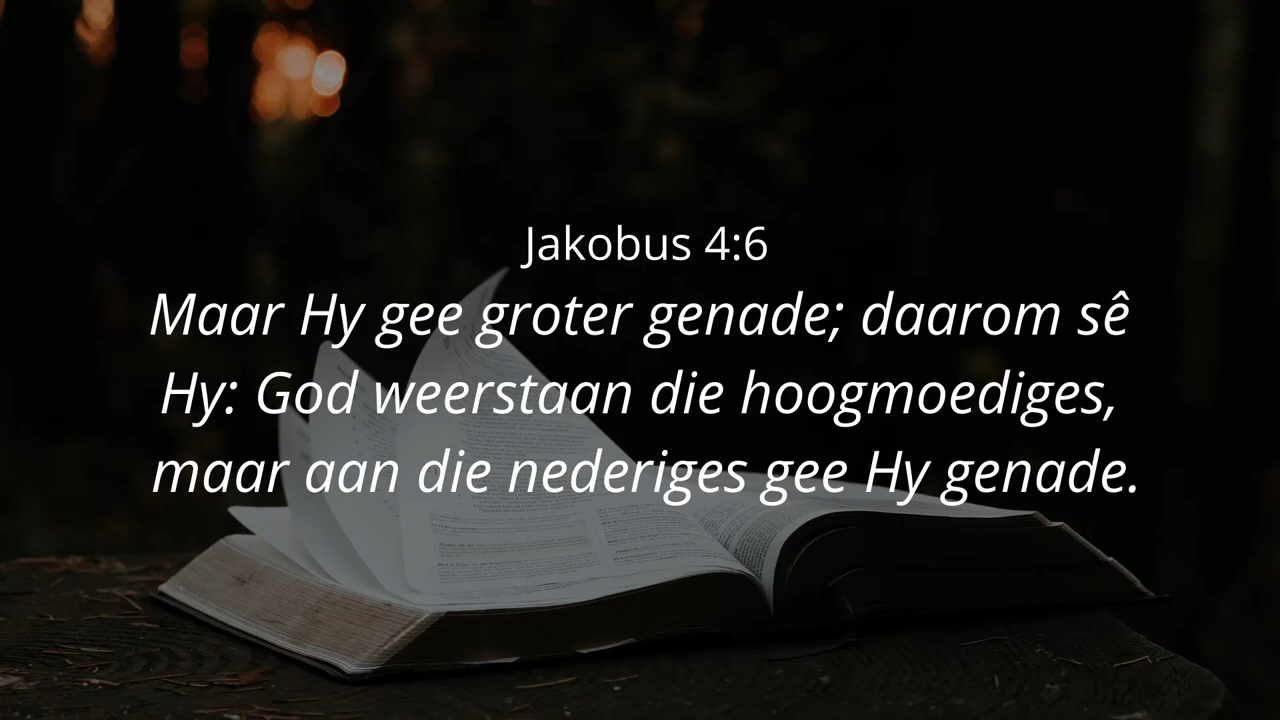 Jakobus 4:6
Maar Hy gee groter genade; daarom sê
Hy: God weerstaan die hoogmoediges,
maar aan die nederiges gee Hy genade.